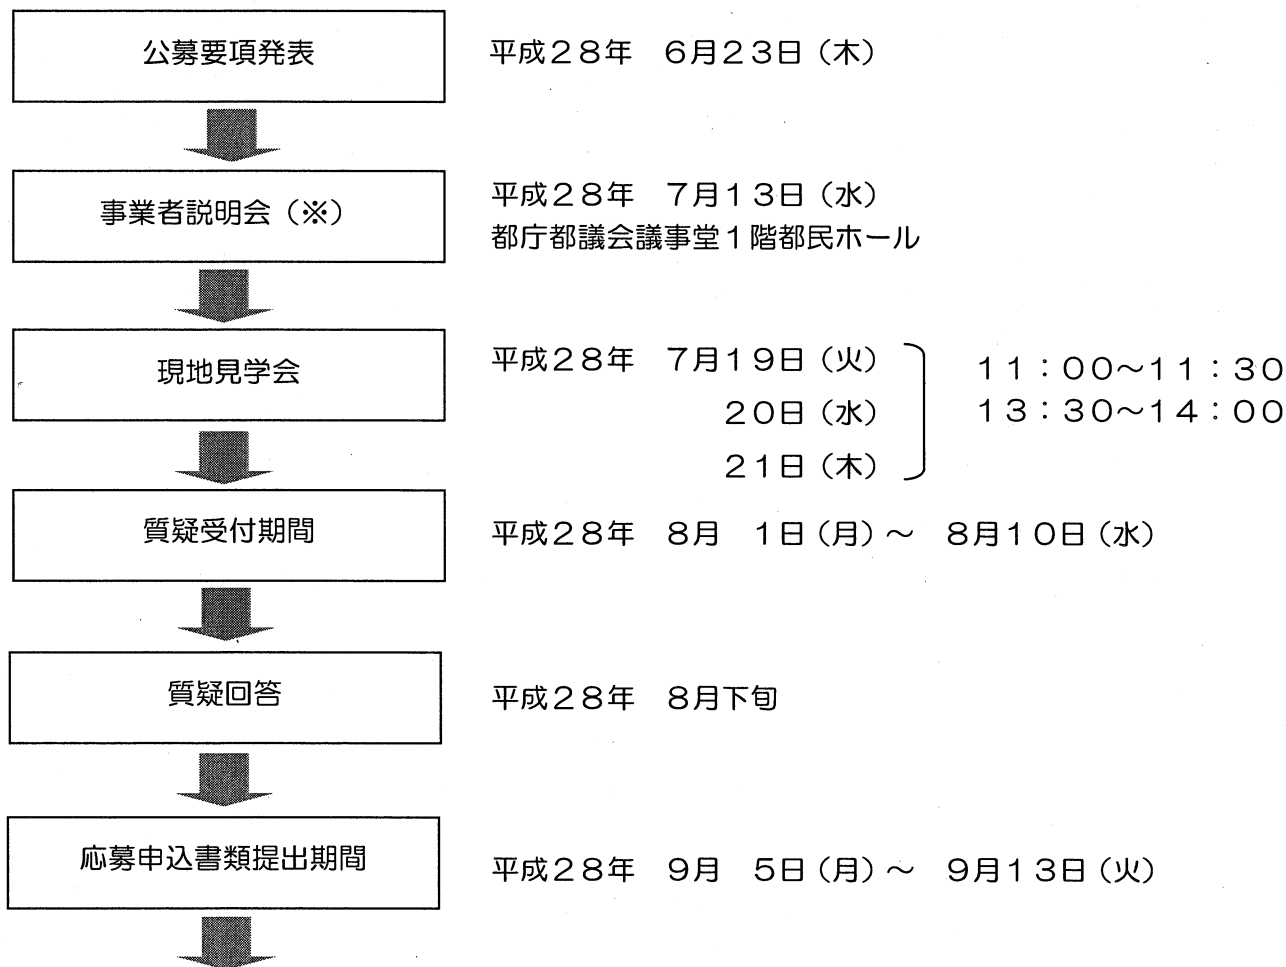 公募要項発表
平成２８年　６月２３日（木）
事業者説明会（※）
平成２８年　７月１３日（水）
都庁都議会議事堂１階都民ホール
現地見学会
平成２８年　７月１９日（火）
２０日（水）
２１日（木）
１１：００～１１：３０
１３：３０～１４：００
質疑受付期間
平成２８年　８月　１日（月）～　８月１０日（水）
質疑回答
平成２８年　８月下旬
応募申込書類提出期間
平成２８年　９月　５日（月）～　９月１３日（火）